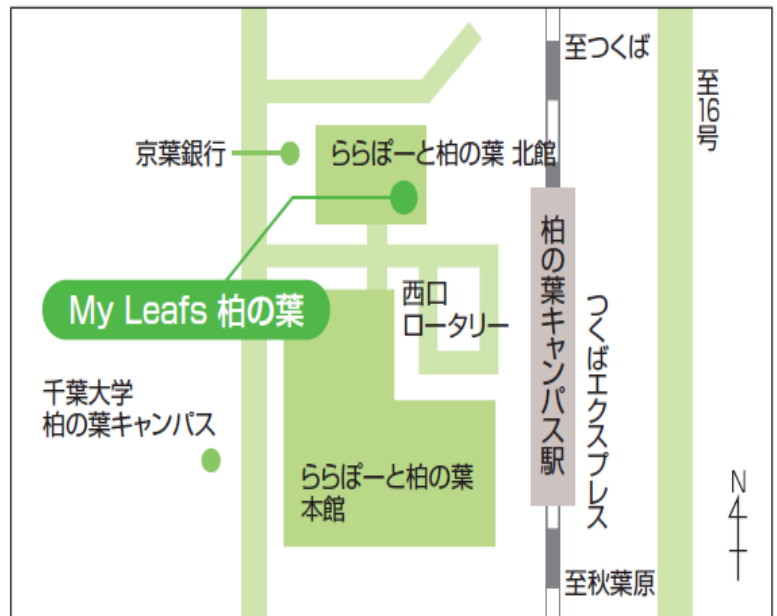 至つくば
至16号
京葉銀行
ららぽーと柏の葉 北館
My Leafs 柏の葉
西口
ロータリー
柏の葉キャンパス駅
つくばエクスプレス
千葉大学
柏の葉キャンパス
ららぽーと柏の葉
本館
N
至秋葉原